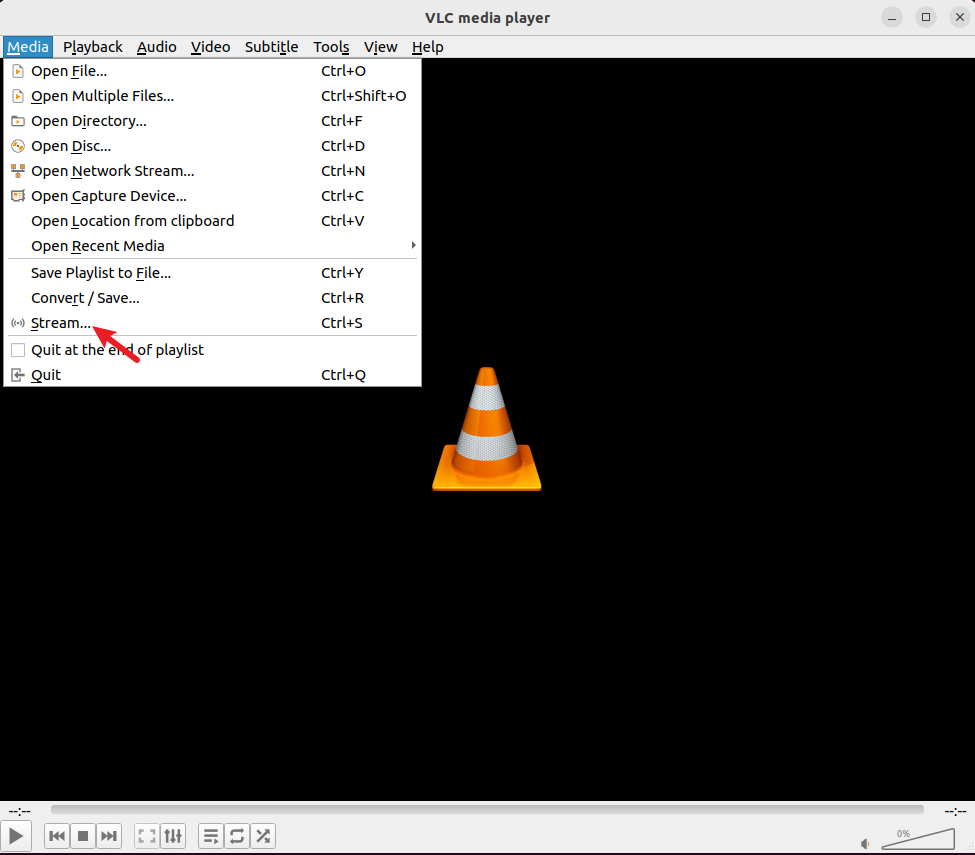 VLC media player
Media Playback Audio Video Subtitle Tools View Help
Open File... Ctrl+O
Open Multiple Files... Ctrl+Shift+O
Open Directory... Ctrl+F
Open Disc... Ctrl+D
Open Network Stream... Ctrl+N
Open Capture Device... Ctrl+C
Open Location from clipboard Ctrl+V
Open Recent Media
Save Playlist to File... Ctrl+Y
Convert / Save... Ctrl+R
Stream... Ctrl+S
Quit at the end of playlist
Quit Ctrl+Q
--:-- --:--
0%